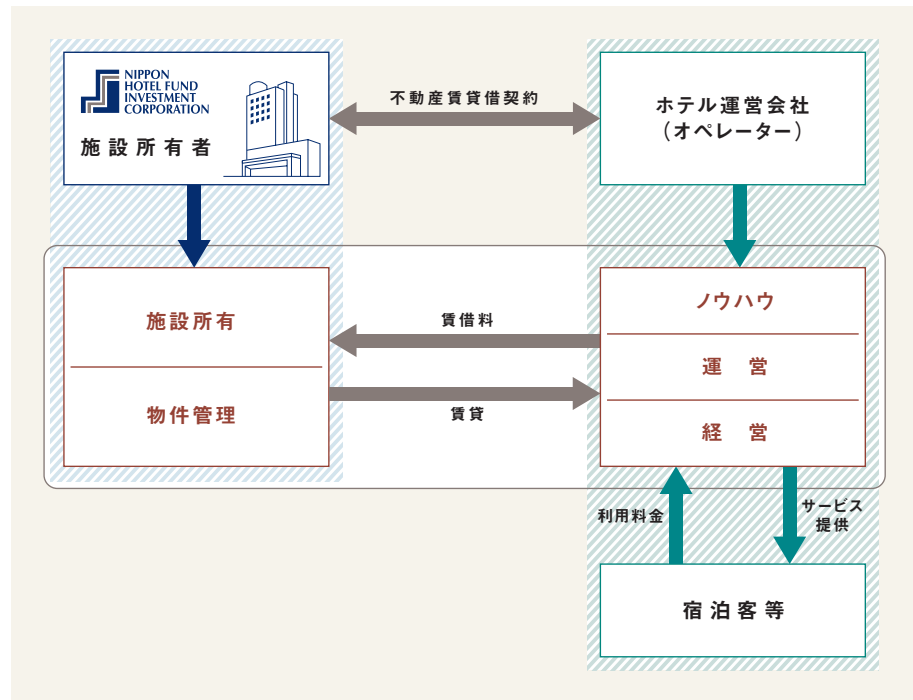 NIPPON
HOTEL FUND
INVESTMENT
CORPORATION
施設所有者
不動産賃貸借契約
ホテル運営会社
（オペレーター）
施設所有
物件管理
賃借料
賃貸
ノウハウ
運　営
経　営
利用料金
サービス
提供
宿泊客等